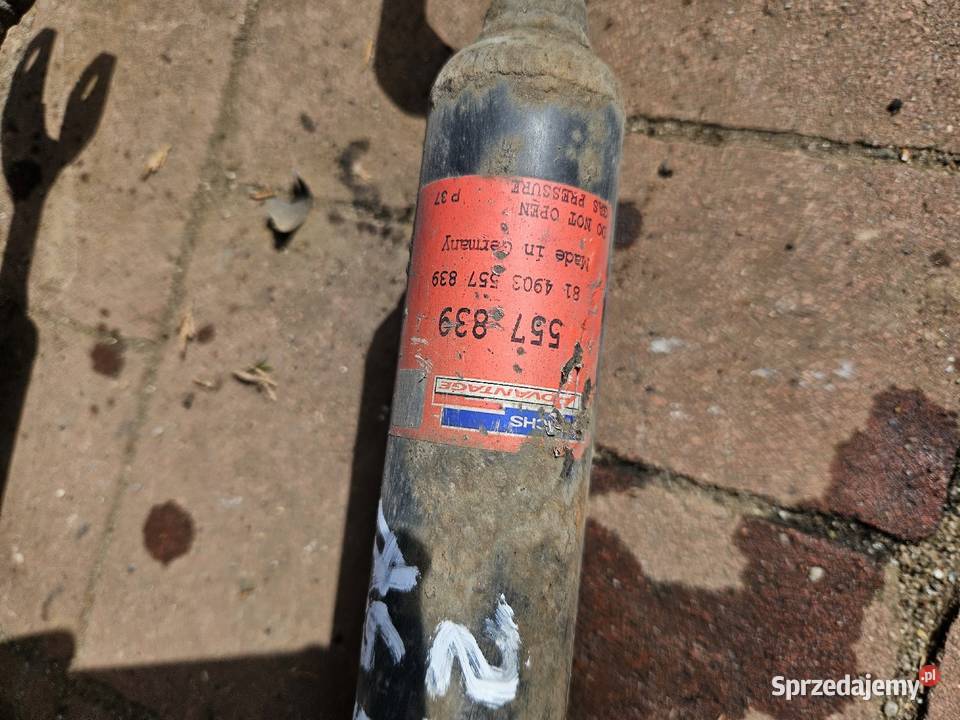 ADVANTAGE
557 839
81 4903 557 839
Made in Germany
DO NOT OPEN
GAS PRESSURE
P 37
Sprzedajemy.pl